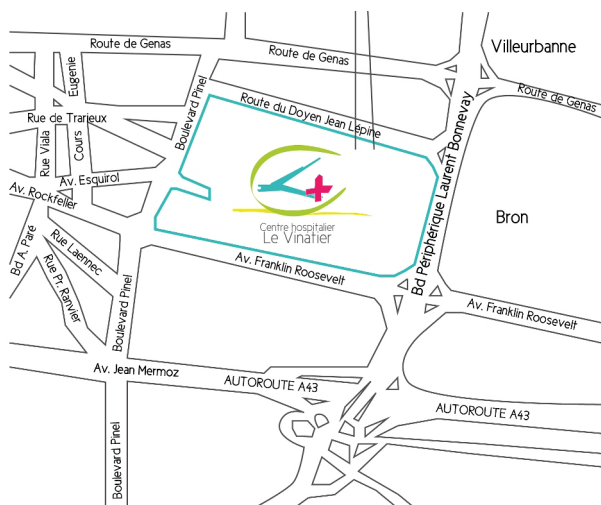 Villeurbanne
Route de Genas
Route de Genas
Route de Genas
Eugenie
Cours
Boulevard Pinel
Route du Doyen Jean Lépine
Rue de Trarieux
Rue Viala
Av. Esquirol
Av. Rockfeller
Bd Périphérique Laurent Bonnevay
Bron
Centre hospitalier
Le Vinatier
Bd A. Paré
Rue Laennec
Rue Pr. Ranvier
Boulevard Pinel
Av. Franklin Roosevelt
Av. Franklin Roosevelt
Av. Jean Mermoz
AUTOROUTE A43
AUTOROUTE A43
Boulevard Pinel